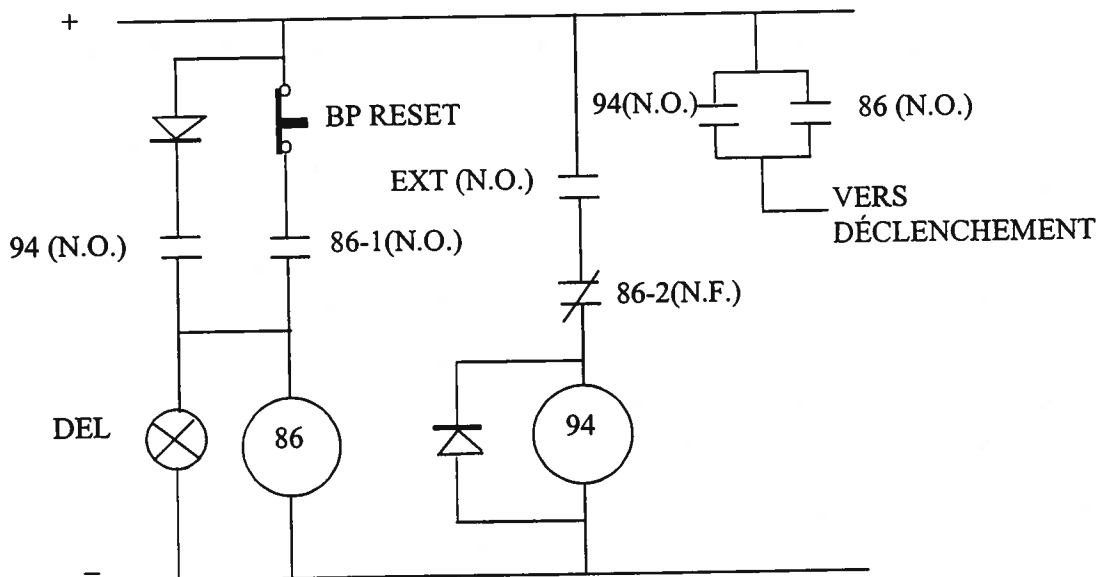 +
BP RESET
94(N.O.)
86 (N.O.)
EXT (N.O.)
VERS
DÉCLENCHEMENT
94 (N.O.)
86-1(N.O.)
86-2(N.F.)
DEL
86
94
–